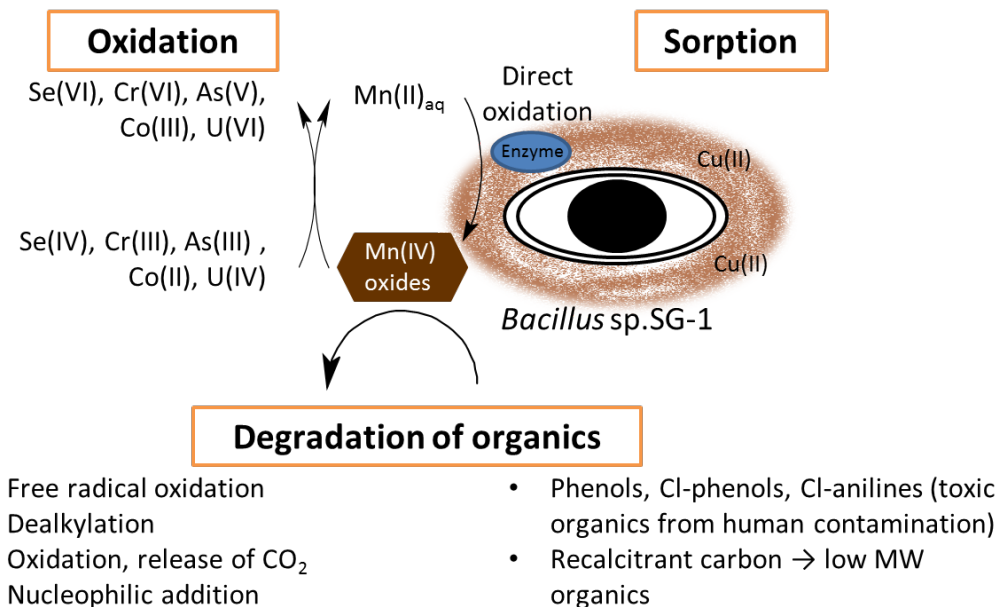 Oxidation
Sorption
Se(VI), Cr(VI), As(V),
Co(III), U(VI)
Mn(II)aq
Direct
oxidation
Enzyme
Cu(II)
Se(IV), Cr(III), As(III) ,
Co(II), U(IV)
Mn(IV)
oxides
Cu(II)
Bacillus sp.SG-1
Degradation of organics
Free radical oxidation
Dealkylation
Oxidation, release of CO2
Nucleophilic addition
• Phenols, Cl-phenols, Cl-anilines (toxic
organics from human contamination)
• Recalcitrant carbon → low MW
organics